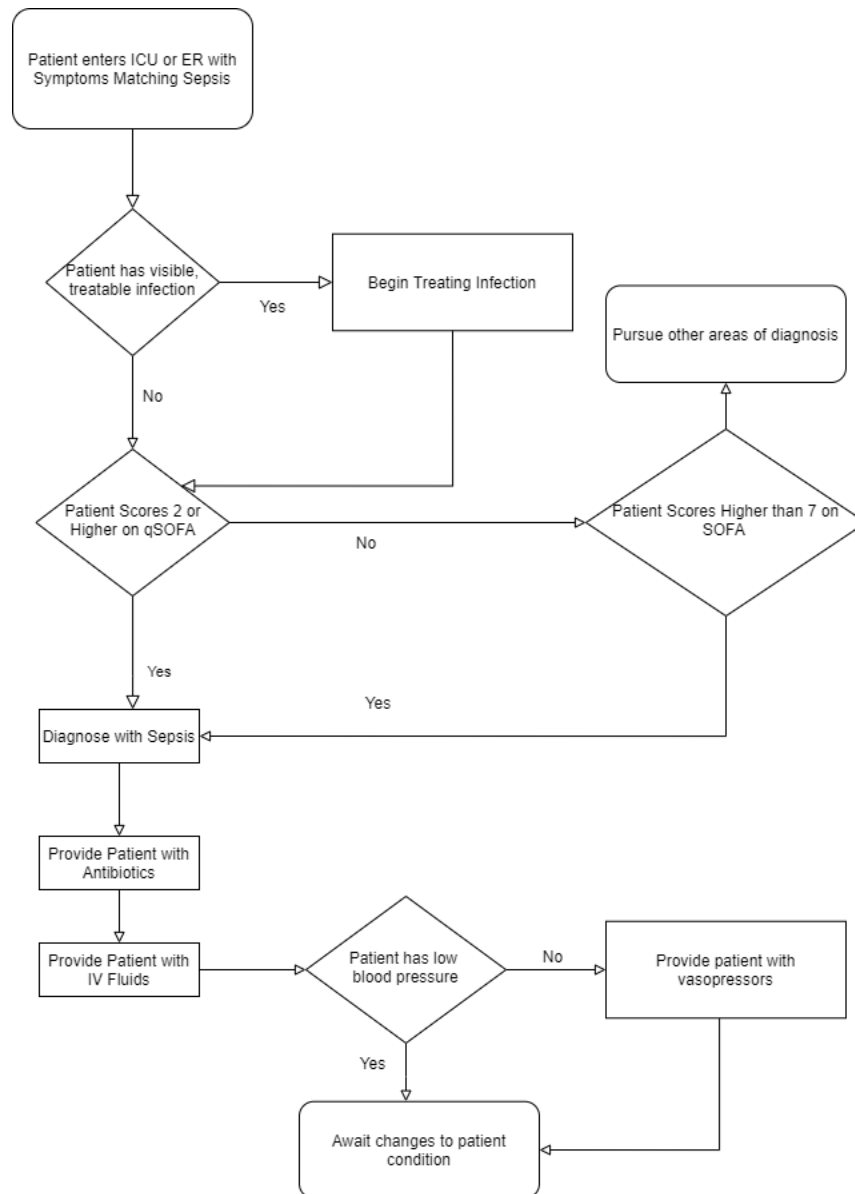 Patient enters ICU or ER with
Symptoms Matching Sepsis
Patient has visible,
treatable infection
Yes
Begin Treating Infection
Pursue other areas of diagnosis
No
Patient Scores 2 or
Higher on qSOFA
No
Patient Scores Higher than 7 on
SOFA
Yes
Yes
Diagnose with Sepsis
Provide Patient with
Antibiotics
Provide Patient with
IV Fluids
Patient has low
blood pressure
No
Provide patient with
vasopressors
Yes
Await changes to patient
condition